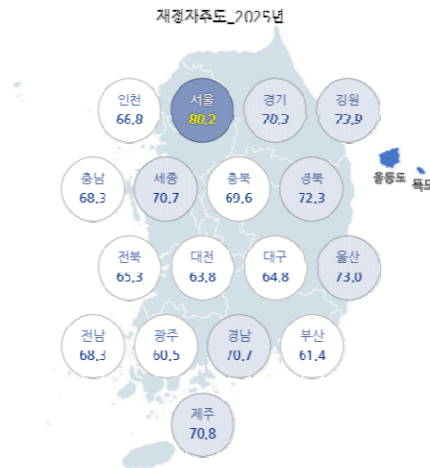 재정자주도_2025년
인천 서울 경기 강원
66.8 80.2 70.3 73.9
울릉도 독도
충남 세종 충북 경북
68.3 70.7 69.6 72.3
전북 대전 대구 울산
65.3 63.8 64.8 73.0
전남 광주 경남 부산
68.3 60.5 70.7 61.4
제주
70.8